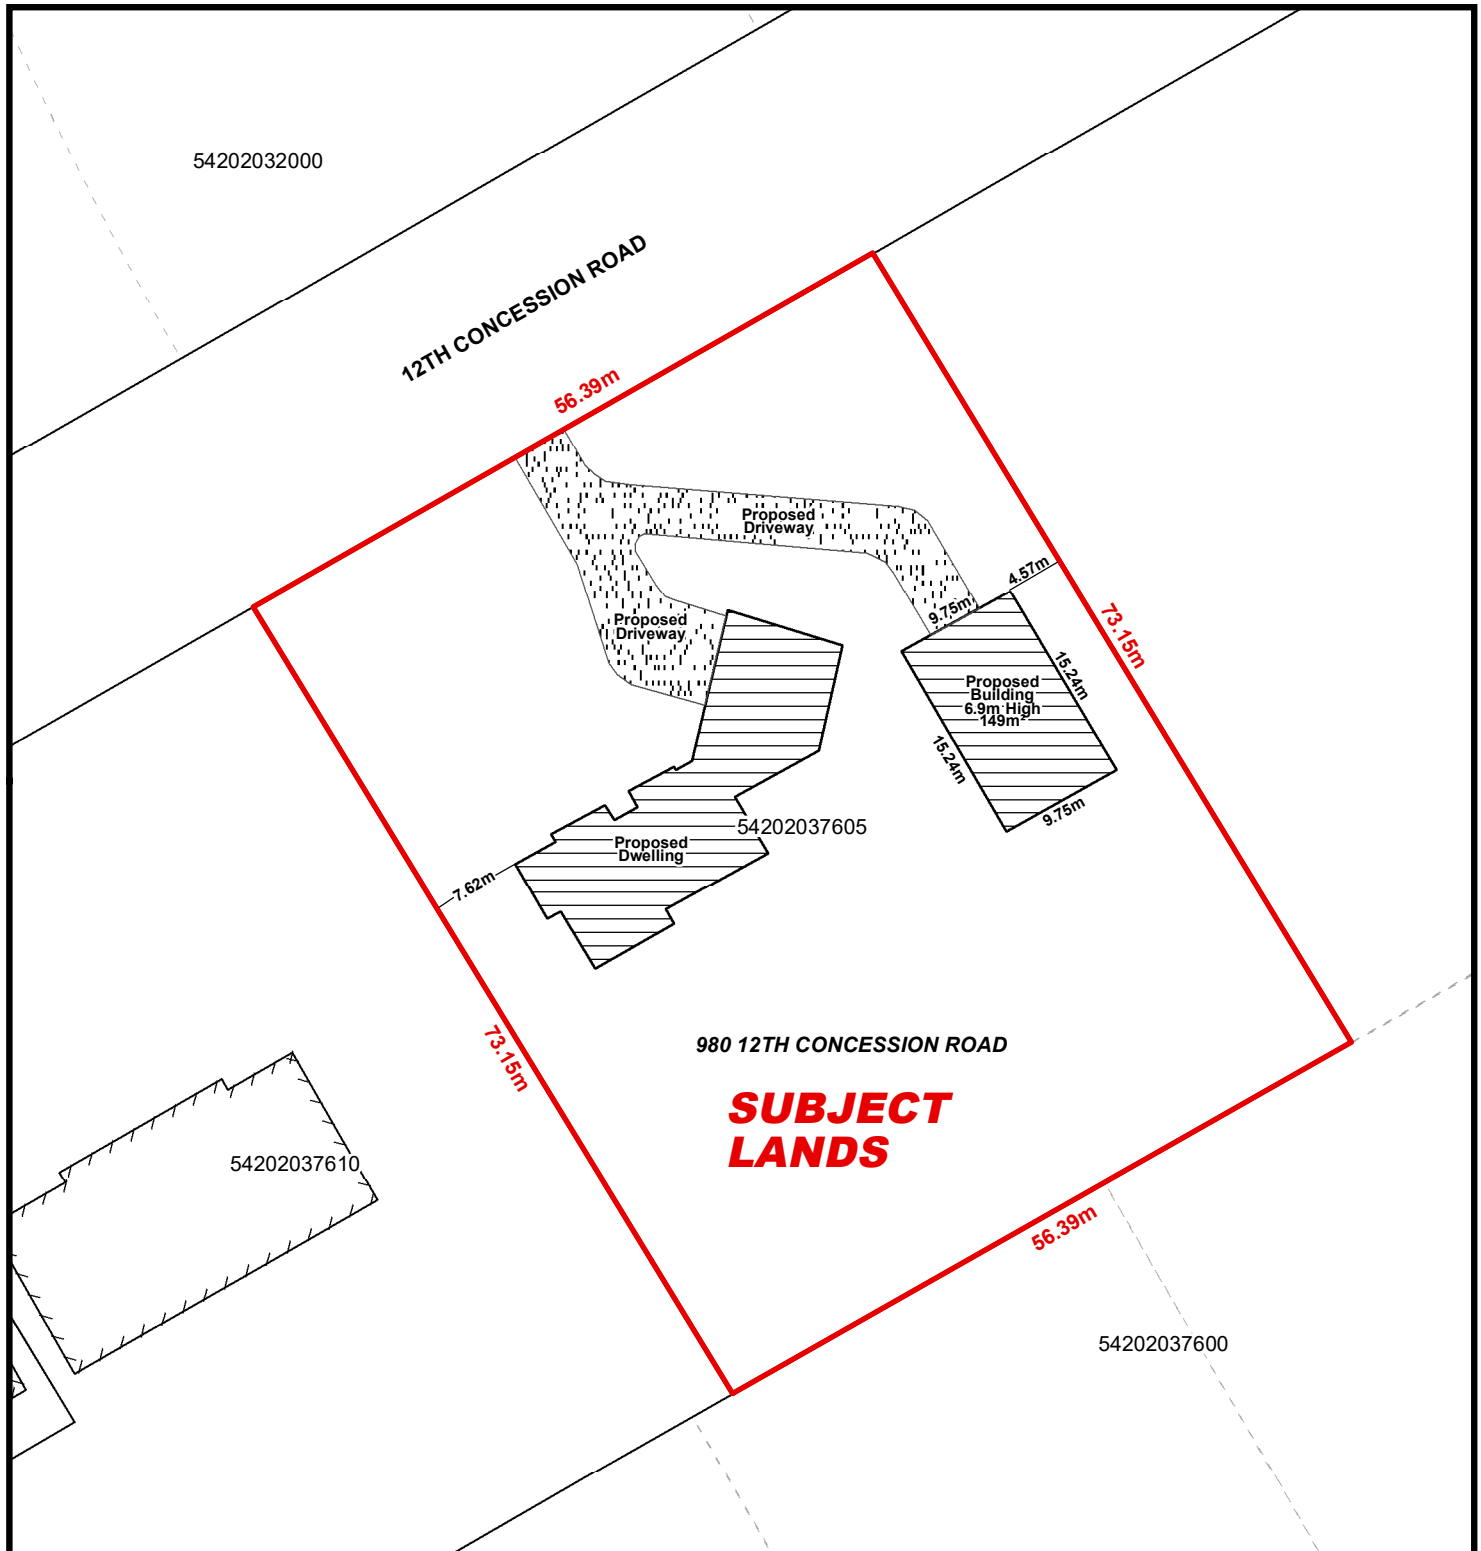 54202032000
12TH CONCESSION ROAD
56.39m
Proposed
Driveway
4.57m
9.75m
Proposed
Driveway
73.15m
15.24m
Proposed
Building
6.9m High
149m²
15.24m
9.75m
54202037605
Proposed
Dwelling
7.62m
73.15m
980 12TH CONCESSION ROAD
SUBJECT
LANDS
54202037610
56.39m
54202037600